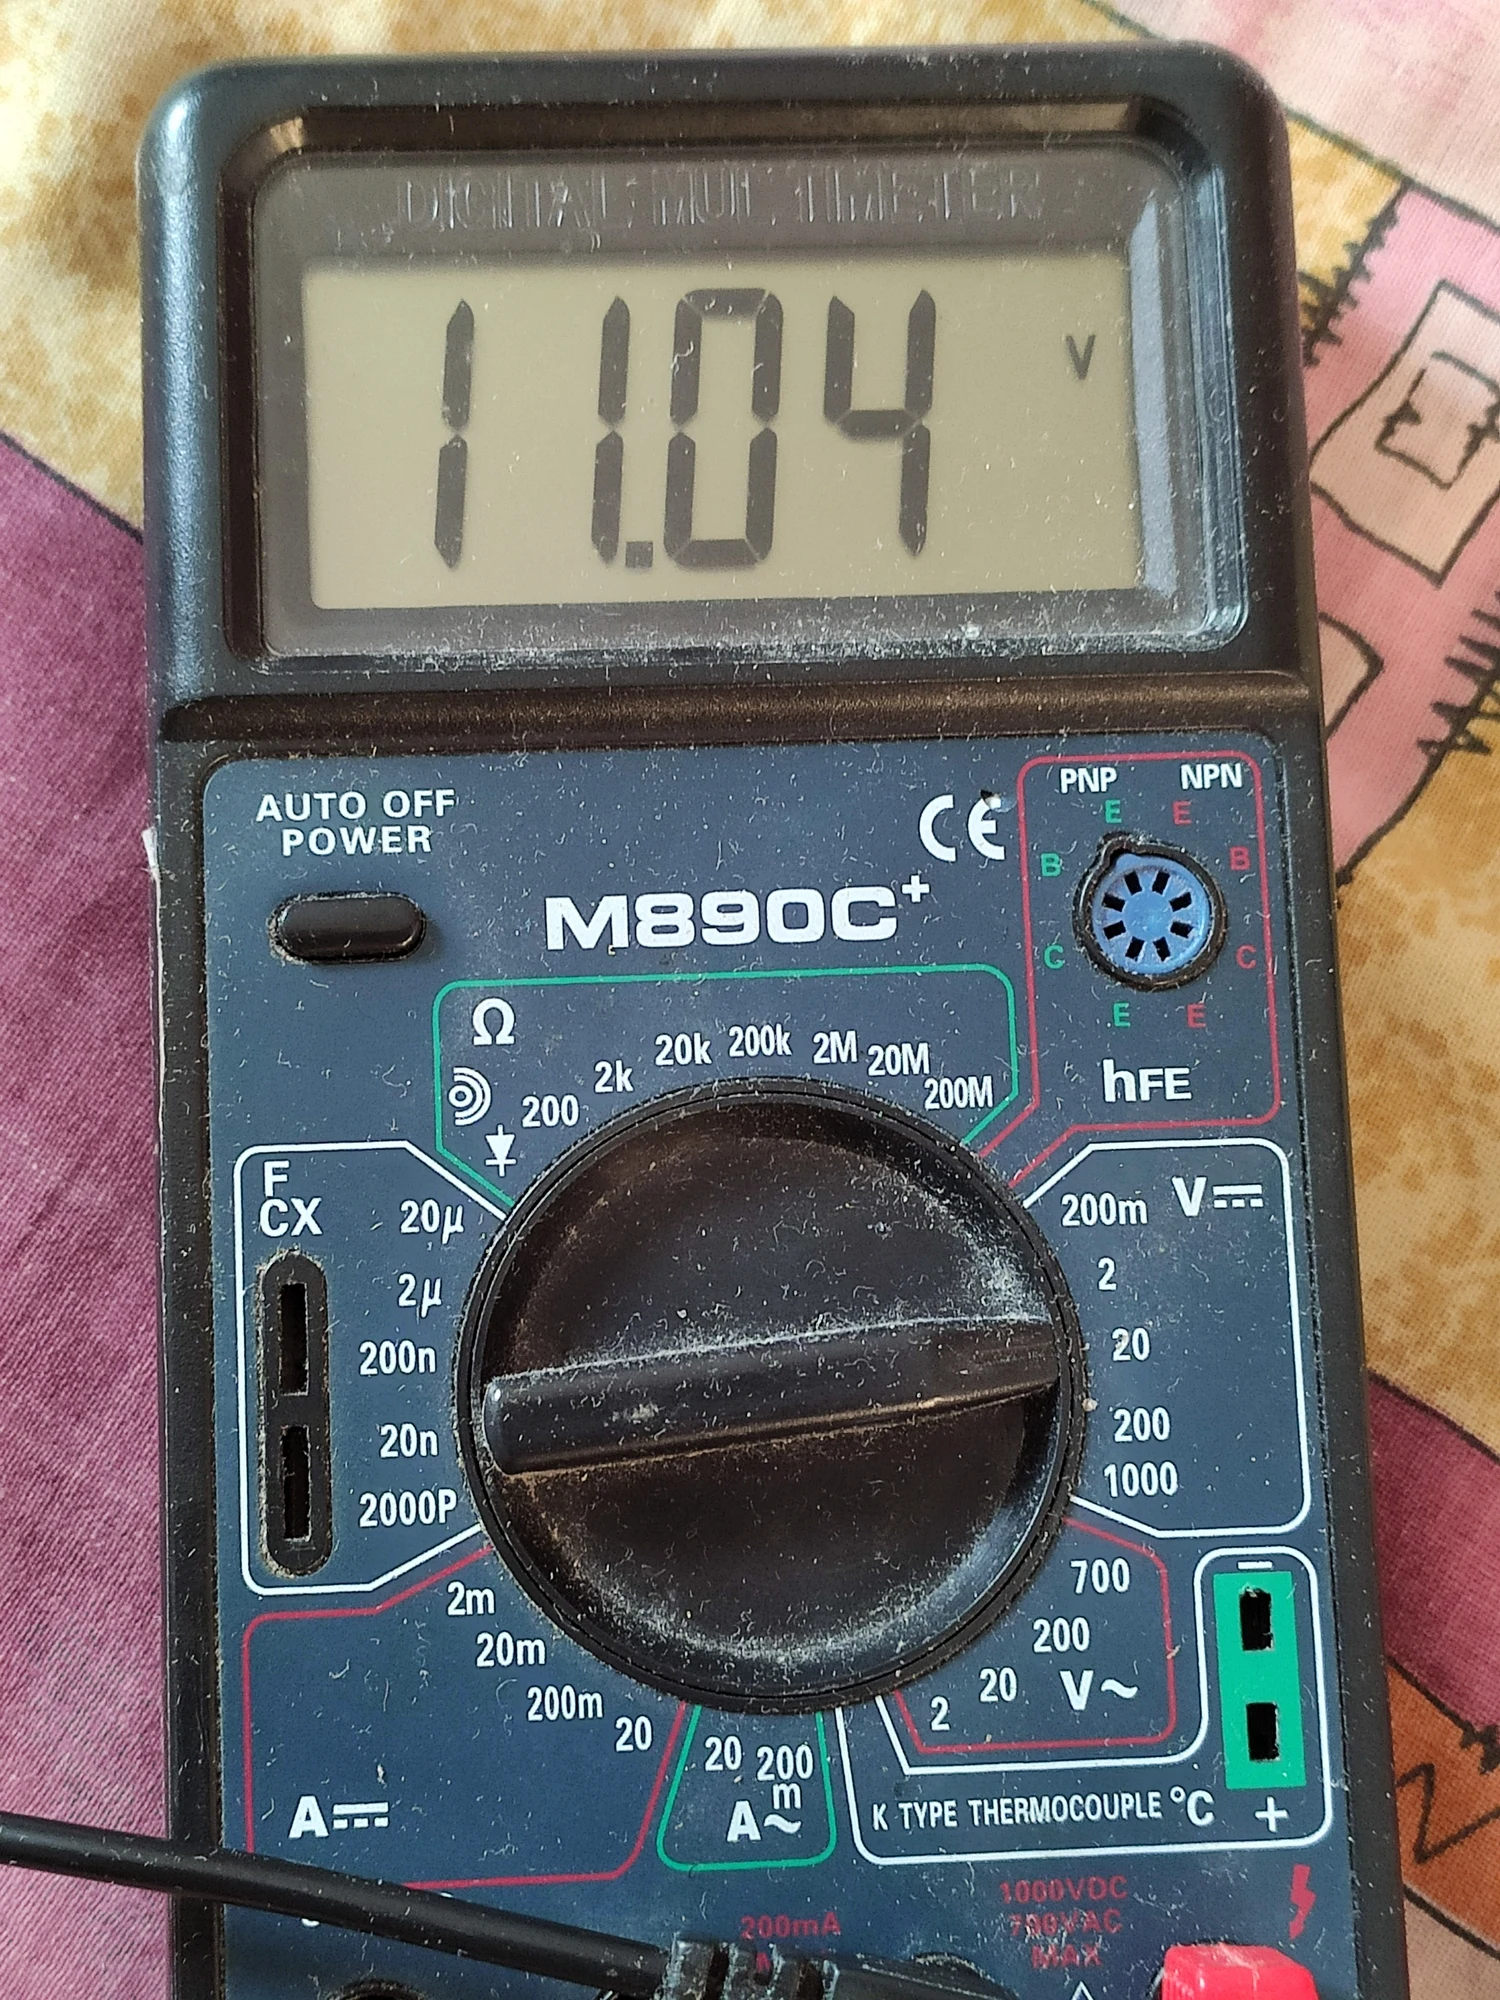 DIGITAL MULTIMETER
11.04 V
AUTO OFF
POWER
CE
M890C+
PNP NPN
E E
B B
C C
E E
hFE
Ω
200 2k 20k 200k 2M 20M 200M
F
CX
20µ
2µ
200n
20n
2000P
200m V
2
20
200
1000
2m
20m
200m
20
A
20 200
m
A~
700
200
20
2
V~
K TYPE THERMOCOUPLE °C
−
+
200mA
1000VDC
700VAC
MAX